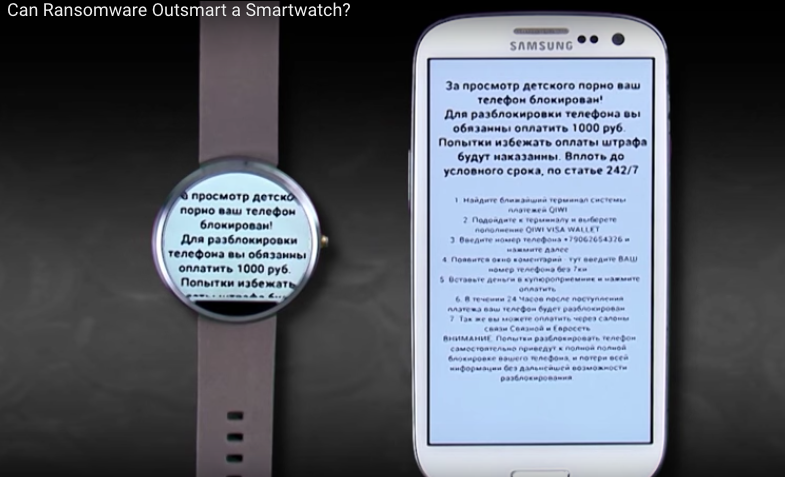 Can Ransomware Outsmart a Smartwatch?
а просмотр детско
порно ваш телефон
блокирован!
Для разблокировки
телефона вы обязанны
оплатить 1000 руб.
Попытки избежать
SAMSUNG
За просмотр детского порно ваш
телефон блокирован!
Для разблокировки телефона вы
обязанны оплатить 1000 руб.
Попытки избежать оплаты штрафа
будут наказанны. Вплоть до
условного срока, по статье 242/7
1. Найдите ближайший терминал системы
платежей QIWI
2. Подойдите к терминалу и выберете
пополнение QIWI VISA WALLET
3. Введите номер телефона +79062654326 и
нажмите далее
4. Появится окно коментарий - тут введите ВАШ
номер телефона без 7ки
5. Вставьте деньги в купюроприемник и нажмите
оплатить
6. В течении 24 часов после поступления
платежа ваш телефон будет разблокирован.
7. Так же вы можете оплатить через салоны
связи Связной и Евросеть
ВНИМАНИЕ: Попытки разблокировать телефон
самостоятельно приведут к полной полной
блокировке вашего телефона, и потери всей
информации без дальнейшей возможности
разблокирования